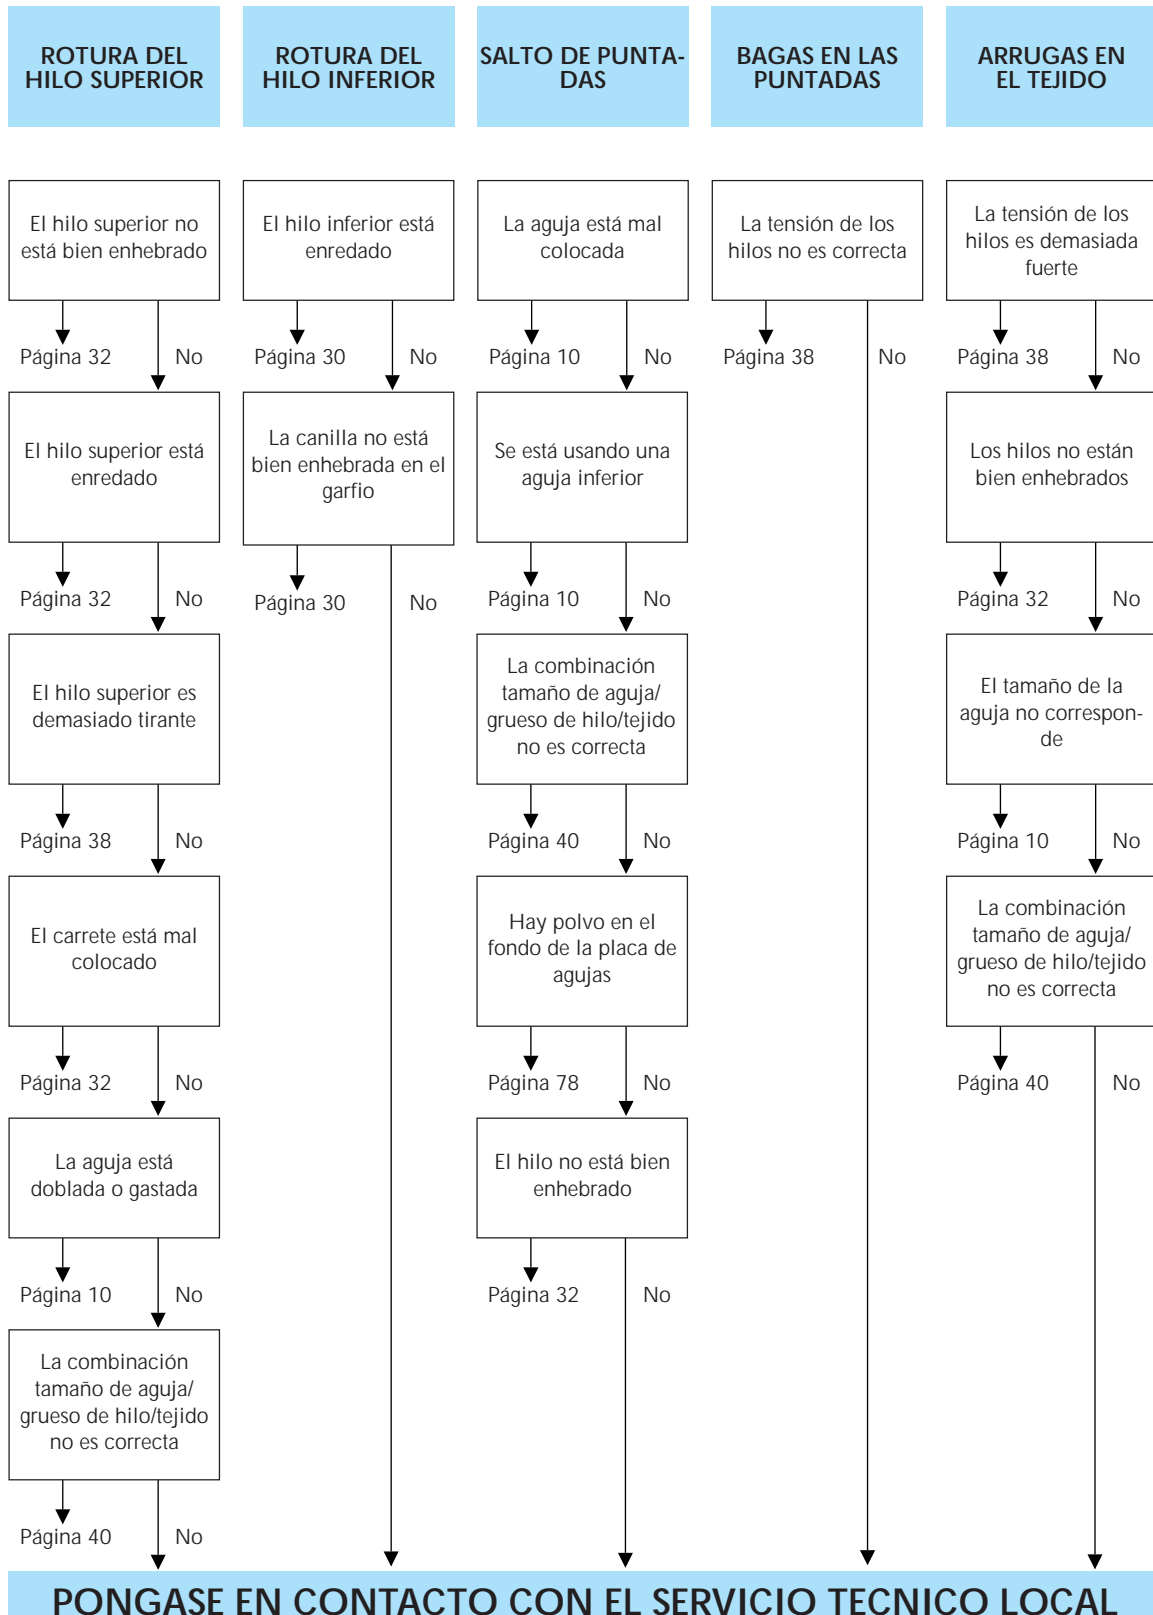 ROTURA DEL
HILO SUPERIOR
El hilo superior no
está bien enhebrado
Página 32
No
El hilo superior está
enredado
Página 32
No
El hilo superior es
demasiado tirante
Página 38
No
El carrete está mal
colocado
Página 32
No
La aguja está
doblada o gastada
Página 10
No
La combinación
tamaño de aguja/
grueso de hilo/tejido
no es correcta
Página 40
No
ROTURA DEL
HILO INFERIOR
El hilo inferior está
enredado
Página 30
No
La canilla no está
bien enhebrada en el
garfio
Página 30
No
SALTO DE PUNTA-
DAS
La aguja está mal
colocada
Página 10
No
Se está usando una
aguja inferior
Página 10
No
La combinación
tamaño de aguja/
grueso de hilo/tejido
no es correcta
Página 40
No
Hay polvo en el
fondo de la placa de
agujas
Página 78
No
El hilo no está bien
enhebrado
Página 32
No
BAGAS EN LAS
PUNTADAS
La tensión de los
hilos no es correcta
Página 38
No
ARRUGAS EN
EL TEJIDO
La tensión de los
hilos es demasiada
fuerte
Página 38
No
Los hilos no están
bien enhebrados
Página 32
No
El tamaño de la
aguja no correspon-
de
Página 10
No
La combinación
tamaño de aguja/
grueso de hilo/tejido
no es correcta
Página 40
No
PONGASE EN CONTACTO CON EL SERVICIO TECNICO LOCAL